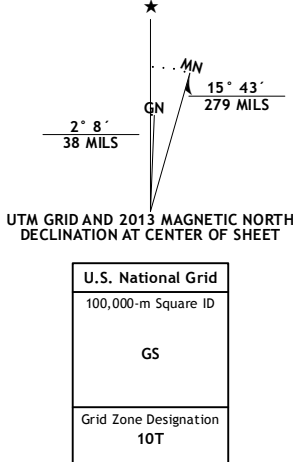 MN
GN
15° 43´
279 MILS
2° 8´
38 MILS
UTM GRID AND 2013 MAGNETIC NORTH
DECLINATION AT CENTER OF SHEET
U.S. National Grid
100,000-m Square ID
GS
Grid Zone Designation
10T